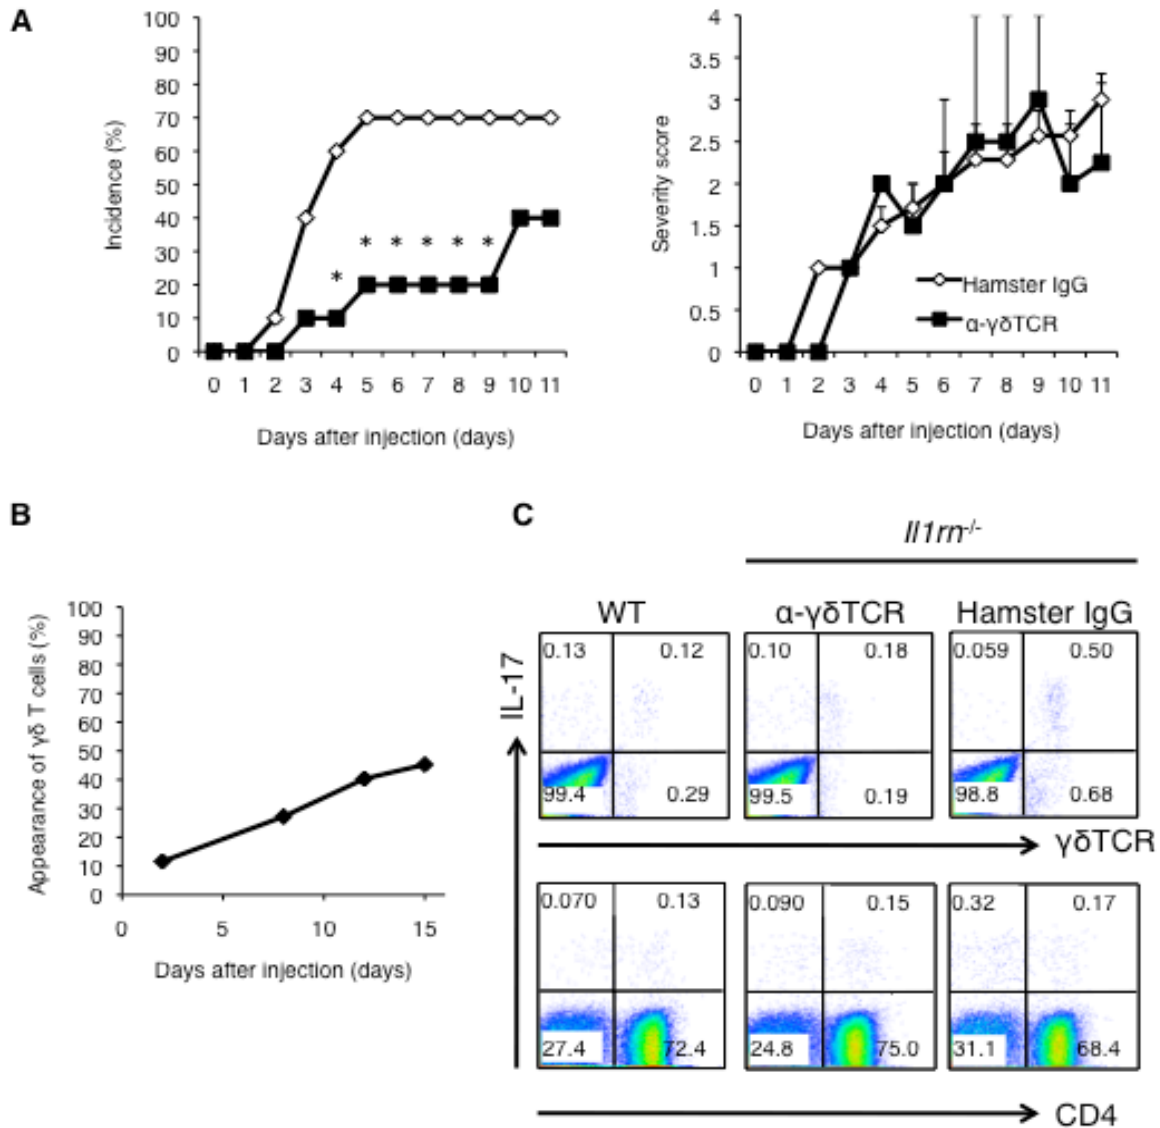 A
100
90
80
70
60
50
40
30
20
10
0
Incidence (%)
*
* * * * *
0 1 2 3 4 5 6 7 8 9 10 11
Days after injection (days)
4
3.5
3
2.5
2
1.5
1
0.5
0
Severity score
Hamster IgG
α-γδTCR
0 1 2 3 4 5 6 7 8 9 10 11
Days after injection (days)
B
100
90
80
70
60
50
40
30
20
10
0
Appearance of γδ T cells (%)
0 5 10 15
Days after injection (days)
C
Il1rn-/-
WT α-γδTCR Hamster IgG
IL-17
0.13 0.12 0.10 0.18 0.059 0.50
99.4 0.29 99.5 0.19 98.8 0.68
γδTCR
0.070 0.13 0.090 0.15 0.32 0.17
27.4 72.4 24.8 75.0 31.1 68.4
CD4